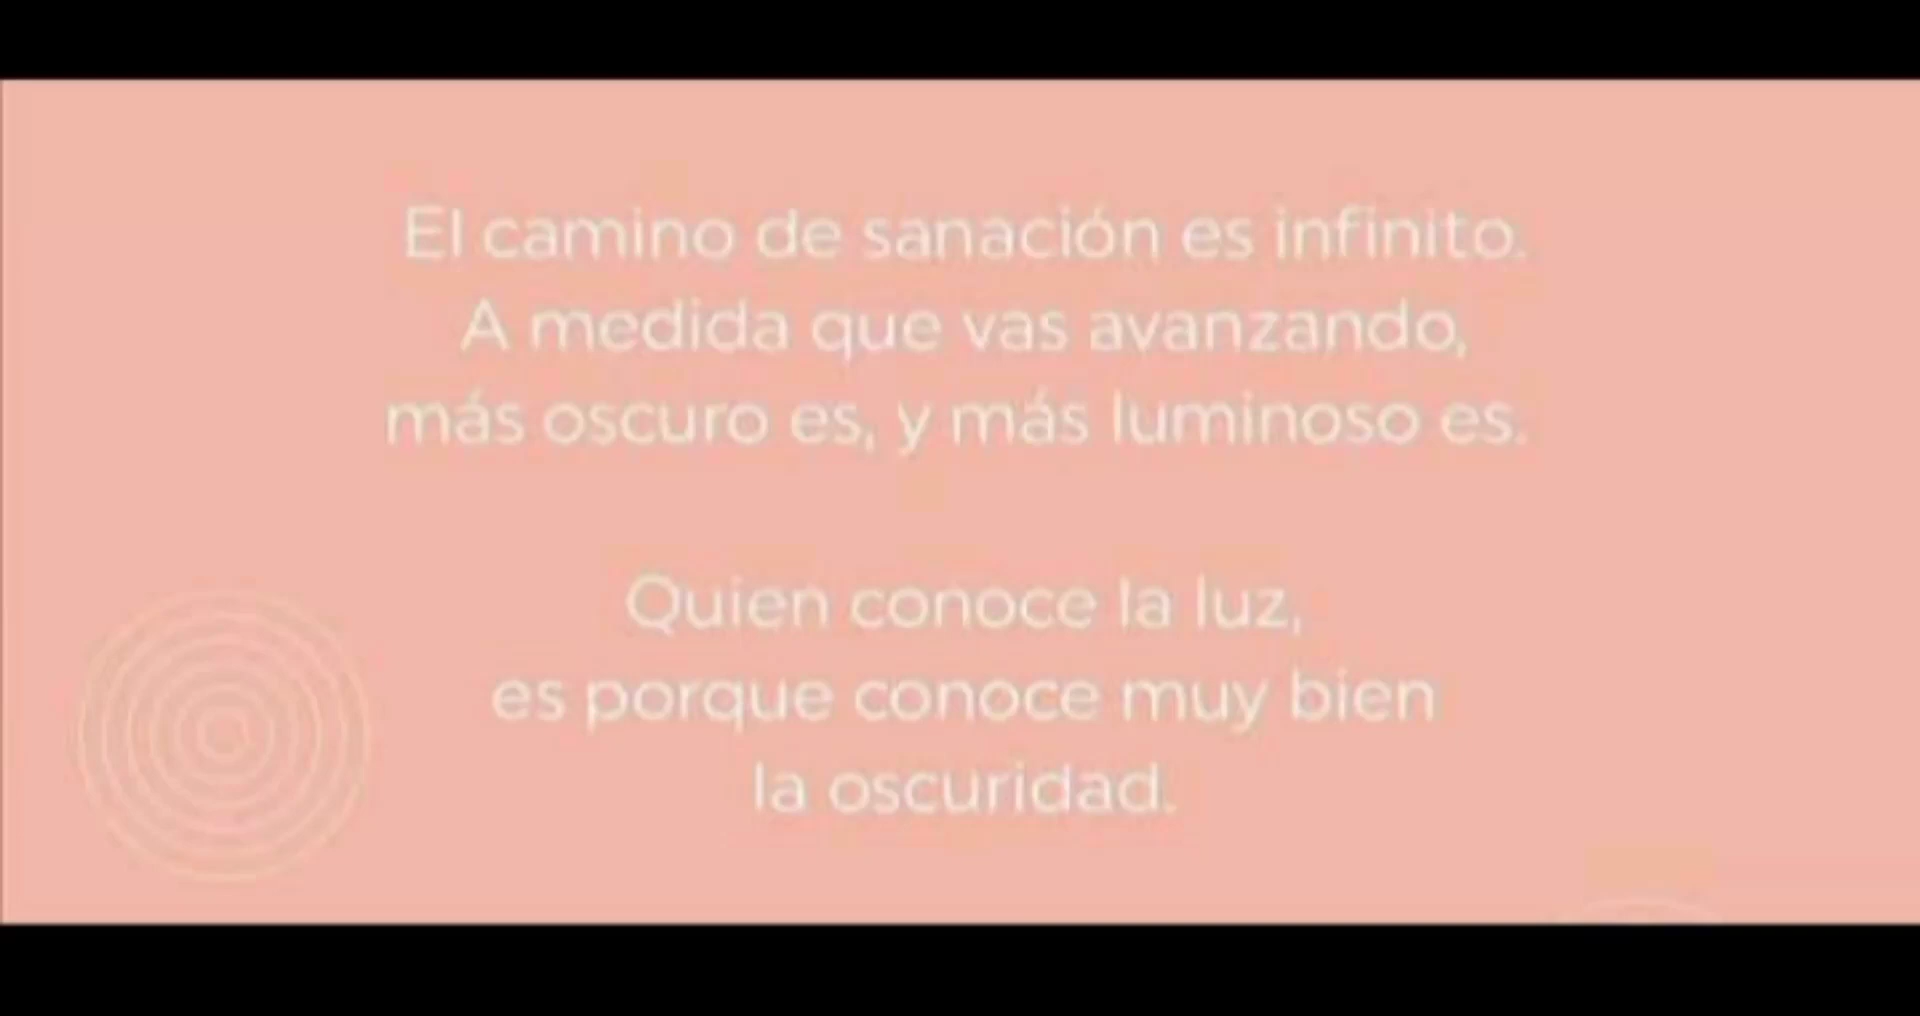 El camino de sanación es infinito.
A medida que vas avanzando,
más oscuro es, y más luminoso es.
Quien conoce la luz,
es porque conoce muy bien
la oscuridad.